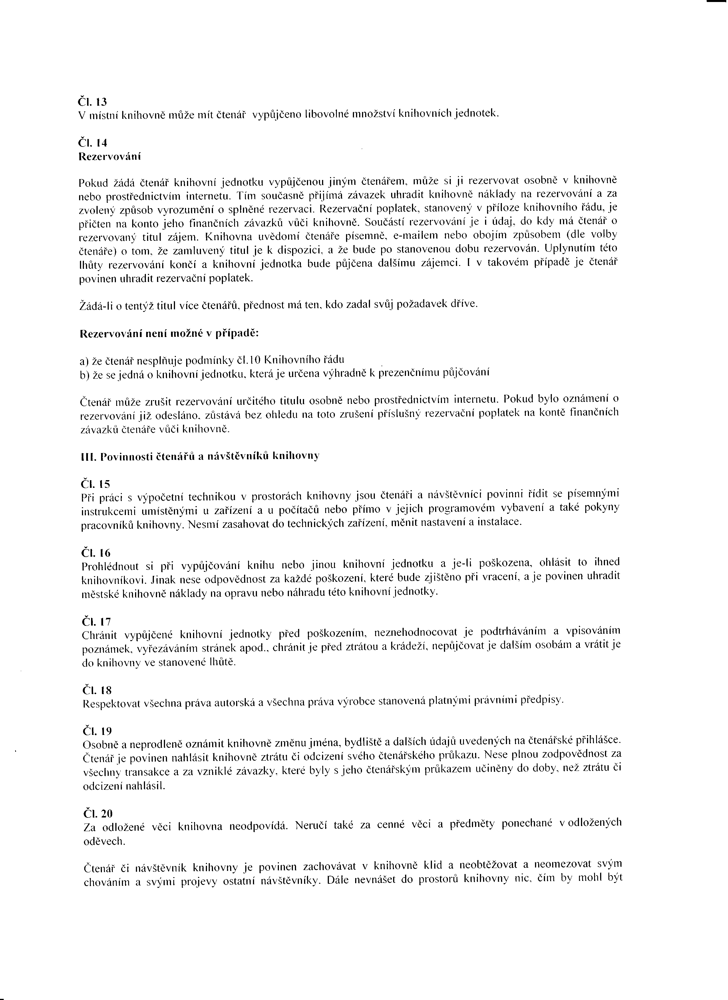 Čl. 13
V místní knihovně může mít čtenář vypůjčeno libovolné množství knihovních jednotek.
Čl. 14
Rezervování
Pokud žádá čtenář knihovní jednotku vypůjčenou jiným čtenářem, může si ji rezervovat osobně v knihovně
nebo prostřednictvím internetu. Tím současně přijímá závazek uhradit knihovně náklady na rezervování a za
zvolený způsob vyrozumění o splněné rezervaci. Rezervační poplatek, stanovený v příloze knihovního řádu, je
přičten na konto jeho finančních závazků vůči knihovně. Součástí rezervování je i údaj, do kdy má čtenář o
rezervovaný titul zájem. Knihovna uvědomí čtenáře písemně, e-mailem nebo obojím způsobem (dle volby
čtenáře) o tom, že zamluvený titul je k dispozici, a že bude po stanovenou dobu rezervován. Uplynutím této
lhůty rezervování končí a knihovní jednotka bude půjčena dalšímu zájemci. I v takovém případě je čtenář
povinen uhradit rezervační poplatek.
Žádá-li o tentýž titul více čtenářů, přednost má ten, kdo zadal svůj požadavek dříve.
Rezervování není možné v případě:
a) že čtenář nesplňuje podmínky čl.10 Knihovního řádu
b) že se jedná o knihovní jednotku, která je určena výhradně k prezenčnímu půjčování
Čtenář může zrušit rezervování určitého titulu osobně nebo prostřednictvím internetu. Pokud bylo oznámení o
rezervování již odesláno, zůstává bez ohledu na toto zrušení příslušný rezervační poplatek na kontě finančních
závazků čtenáře vůči knihovně.
III. Povinnosti čtenářů a návštěvníků knihovny
Čl. 15
Při práci s výpočetní technikou v prostorách knihovny jsou čtenáři a návštěvníci povinni řídit se písemnými
instrukcemi umístěnými u zařízení a u počítačů nebo přímo v jejich programovém vybavení a také pokyny
pracovníků knihovny. Nesmí zasahovat do technických zařízení, měnit nastavení a instalace.
Čl. 16
Prohlédnout si při vypůjčování knihu nebo jinou knihovní jednotku a je-li poškozena, ohlásit to ihned
knihovníkovi. Jinak nese odpovědnost za každé poškození, které bude zjištěno při vracení, a je povinen uhradit
městské knihovně náklady na opravu nebo náhradu této knihovní jednotky.
Čl. 17
Chránit vypůjčené knihovní jednotky před poškozením, neznehodnocovat je podtrháváním a vpisováním
poznámek, vyřezáváním stránek apod., chránit je před ztrátou a krádeží, nepůjčovat je dalším osobám a vrátit je
do knihovny ve stanovené lhůtě.
Čl. 18
Respektovat všechna práva autorská a všechna práva výrobce stanovená platnými právními předpisy.
Čl. 19
Osobně a neprodleně oznámit knihovně změnu jména, bydliště a dalších údajů uvedených na čtenářské přihlášce.
Čtenář je povinen nahlásit knihovně ztrátu či odcizení svého čtenářského průkazu. Nese plnou zodpovědnost za
všechny transakce a za vzniklé závazky, které byly s jeho čtenářským průkazem učiněny do doby, než ztrátu či
odcizení nahlásil.
Čl. 20
Za odložené věci knihovna neodpovídá. Neručí také za cenné věci a předměty ponechané v odložených
oděvech.
Čtenář či návštěvník knihovny je povinen zachovávat v knihovně klid a neobtěžovat a neomezovat svým
chováním a svými projevy ostatní návštěvníky. Dále nevnášet do prostorů knihovny nic, čím by mohl být